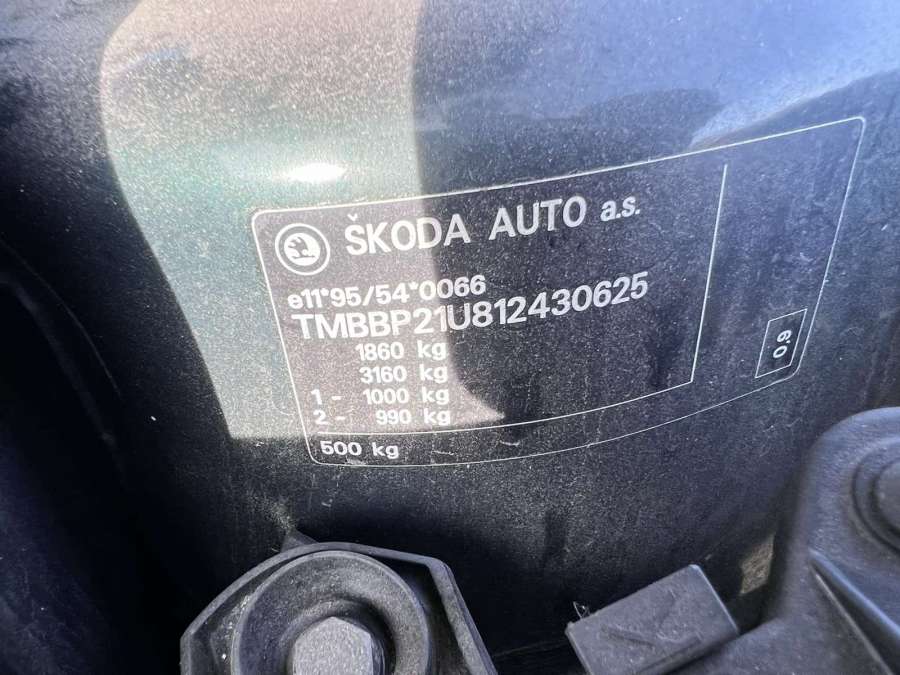 ŠKODA AUTO a.s.
e11*95/54*0066
TMBBP21U812430625
1860 kg
3160 kg
1 - 1000 kg
2 - 990 kg
500 kg
0,9